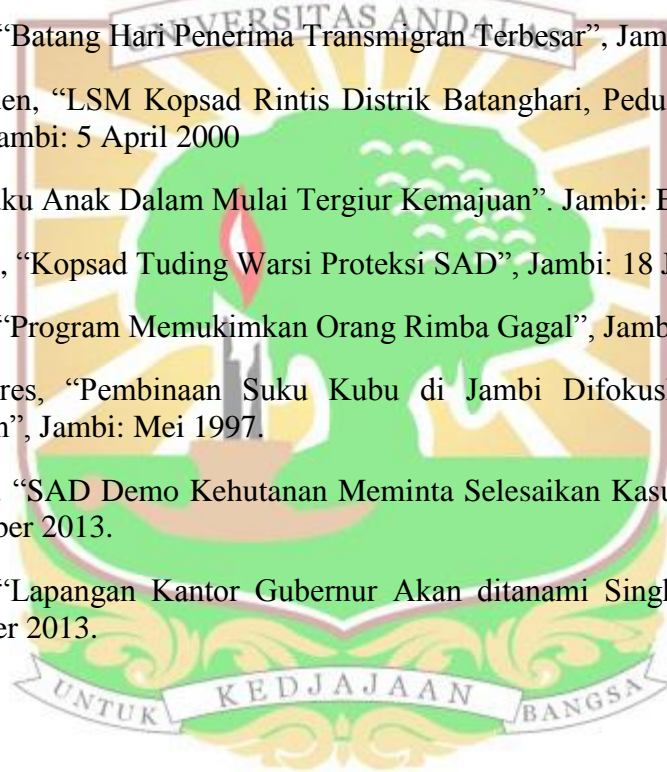 UNIVERSITAS ANDALAS
“Batang Hari Penerima Transmigran Terbesar”, Jam
en, “LSM Kopsad Rintis Distrik Batanghari, Pedu
ambi: 5 April 2000
ku Anak Dalam Mulai Tergiur Kemajuan”. Jambi: E
, “Kopsad Tuding Warsi Proteksi SAD”, Jambi: 18 J
“Program Memukimkan Orang Rimba Gagal”, Jamb
res, “Pembinaan Suku Kubu di Jambi Difokus
n”, Jambi: Mei 1997.
“SAD Demo Kehutanan Meminta Selesaikan Kasu
ber 2013.
“Lapangan Kantor Gubernur Akan ditanami Singk
er 2013.
UNTUK KEDJAJAAN BANGSA